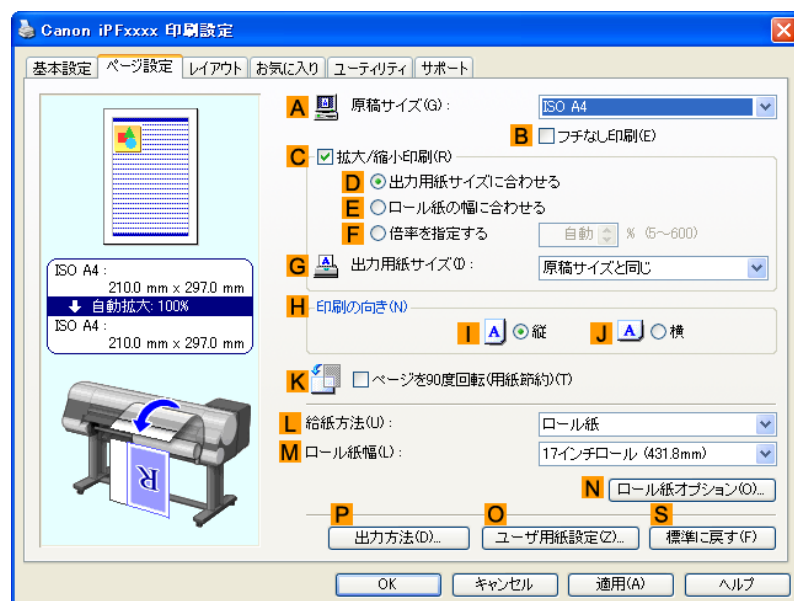 Canon iPFxxxx 印刷設定
基本設定 ページ設定 レイアウト お気に入り ユーティリティ サポート
A 原稿サイズ(G) : ISO A4
B フチなし印刷(E)
C 拡大/縮小印刷(R)
D 出力用紙サイズに合わせる
E ロール紙の幅に合わせる
F 倍率を指定する 自動 % (5～600)
G 出力用紙サイズ(I) : 原稿サイズと同じ
ISO A4 :
210.0 mm x 297.0 mm
自動拡大: 100%
ISO A4 :
210.0 mm x 297.0 mm
H 印刷の向き(N)
I A 縦 J A 横
K ページを90度回転(用紙節約)(T)
L 給紙方法(U) : ロール紙
M ロール紙幅(L) : 17インチロール (431.8mm)
R
N ロール紙オプション(O)...
P O S
出力方法(D)... ユーザ用紙設定(Z)... 標準に戻す(F)
OK キャンセル 適用(A) ヘルプ